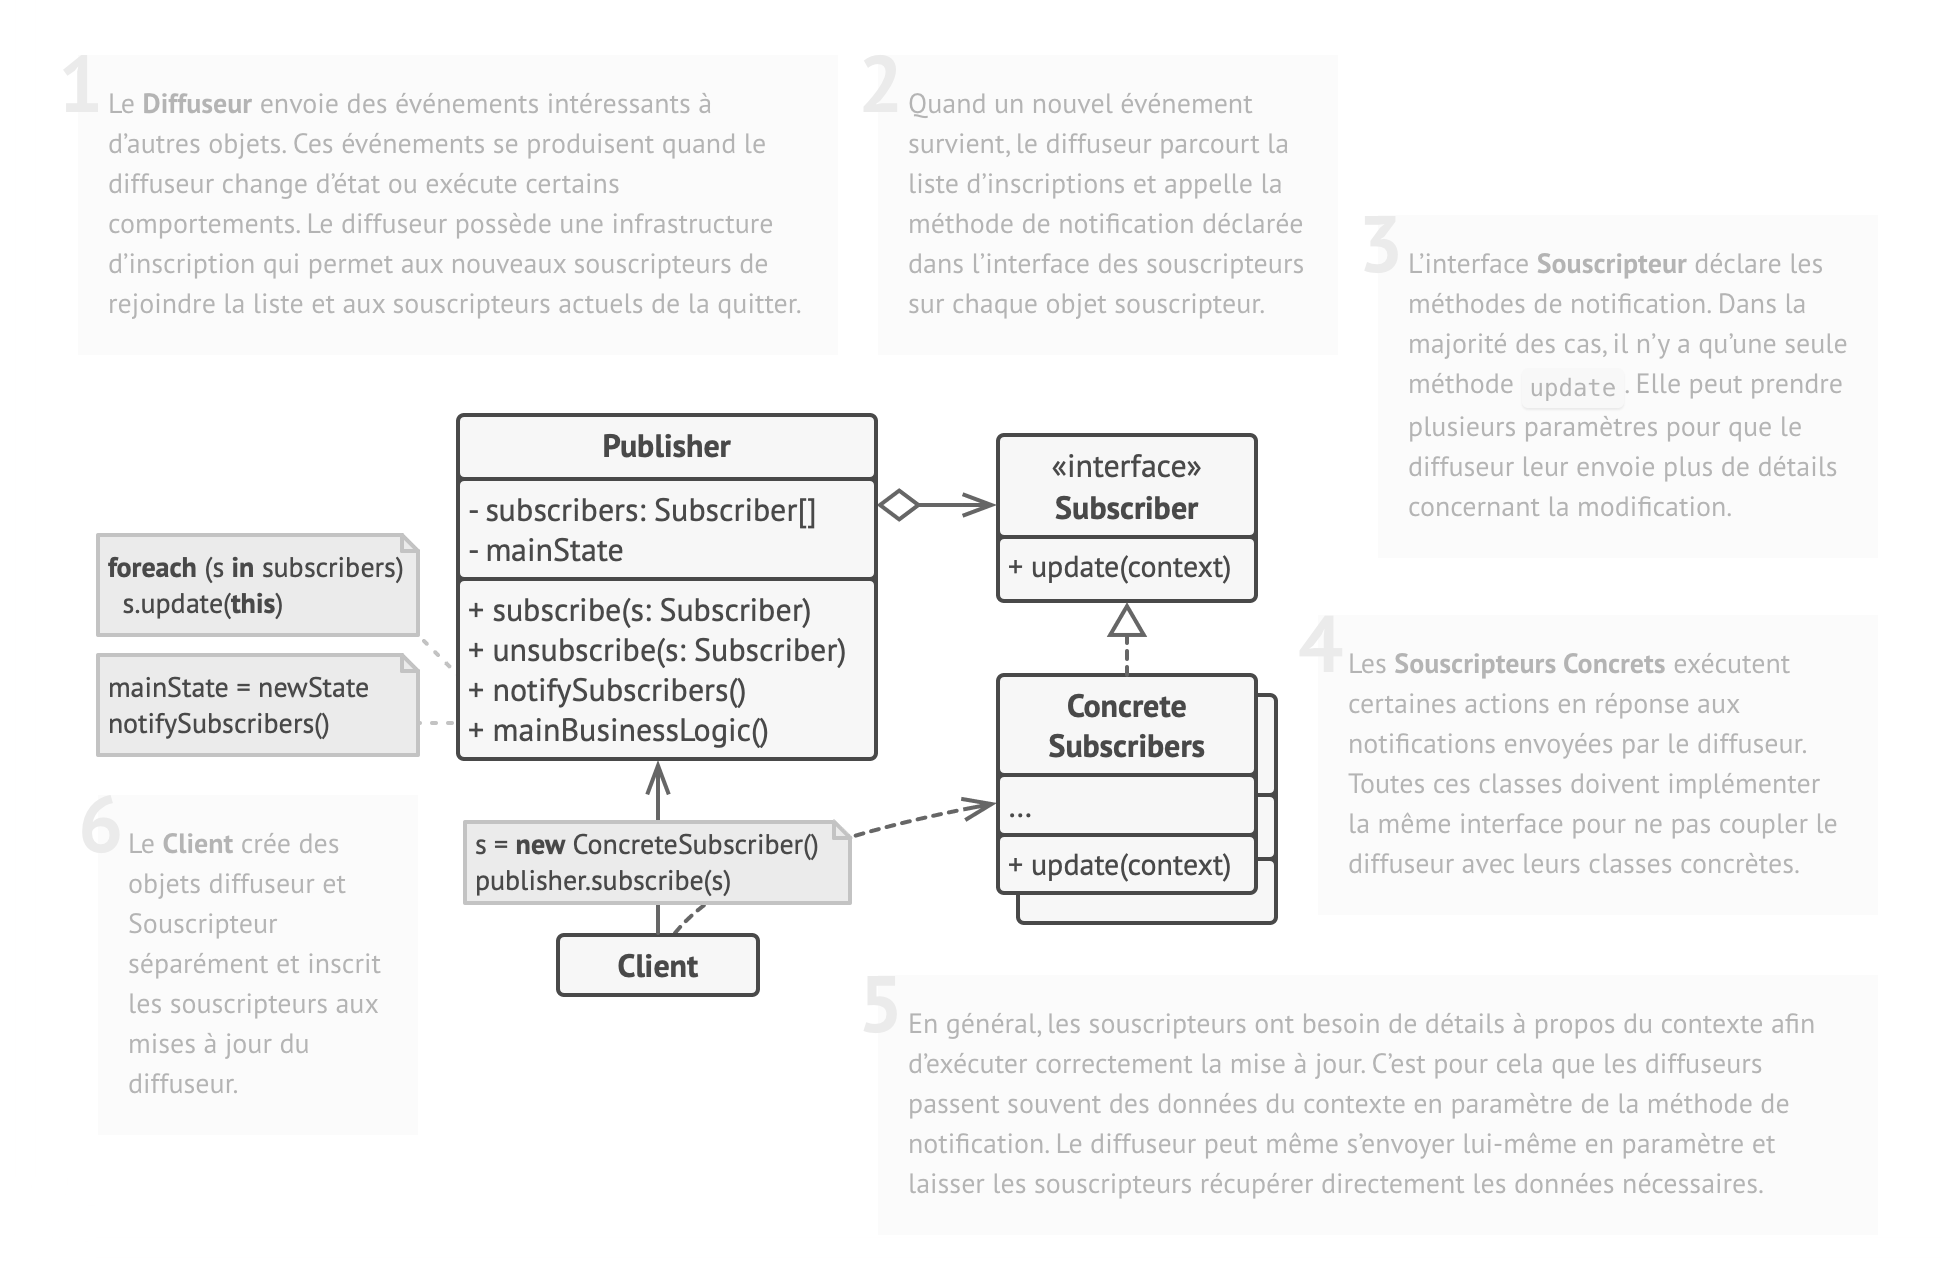 1
Le Diffuseur envoie des événements intéressants à
d’autres objets. Ces événements se produisent quand le
diffuseur change d’état ou exécute certains
comportements. Le diffuseur possède une infrastructure
d’inscription qui permet aux nouveaux souscripteurs de
rejoindre la liste et aux souscripteurs actuels de la quitter.
2
Quand un nouvel événement
survient, le diffuseur parcourt la
liste d’inscriptions et appelle la
méthode de notification déclarée
dans l’interface des souscripteurs
sur chaque objet souscripteur.
3
L’interface Souscripteur déclare les
méthodes de notification. Dans la
majorité des cas, il n’y a qu’une seule
méthode update. Elle peut prendre
plusieurs paramètres pour que le
diffuseur leur envoie plus de détails
concernant la modification.
Publisher
- subscribers: Subscriber[]
- mainState
+ subscribe(s: Subscriber)
+ unsubscribe(s: Subscriber)
+ notifySubscribers()
+ mainBusinessLogic()
«interface»
Subscriber
+ update(context)
foreach (s in subscribers)
s.update(this)
mainState = newState
notifySubscribers()
4
Les Souscripteurs Concrets exécutent
certaines actions en réponse aux
notifications envoyées par le diffuseur.
Toutes ces classes doivent implémenter
la même interface pour ne pas coupler le
diffuseur avec leurs classes concrètes.
Concrete
Subscribers
...
+ update(context)
s = new ConcreteSubscriber()
publisher.subscribe(s)
Client
6
Le Client crée des
objets diffuseur et
Souscripteur
séparément et inscrit
les souscripteurs aux
mises à jour du
diffuseur.
5
En général, les souscripteurs ont besoin de détails à propos du contexte afin
d’exécuter correctement la mise à jour. C’est pour cela que les diffuseurs
passent souvent des données du contexte en paramètre de la méthode de
notification. Le diffuseur peut même s’envoyer lui-même en paramètre et
laisser les souscripteurs récupérer directement les données nécessaires.